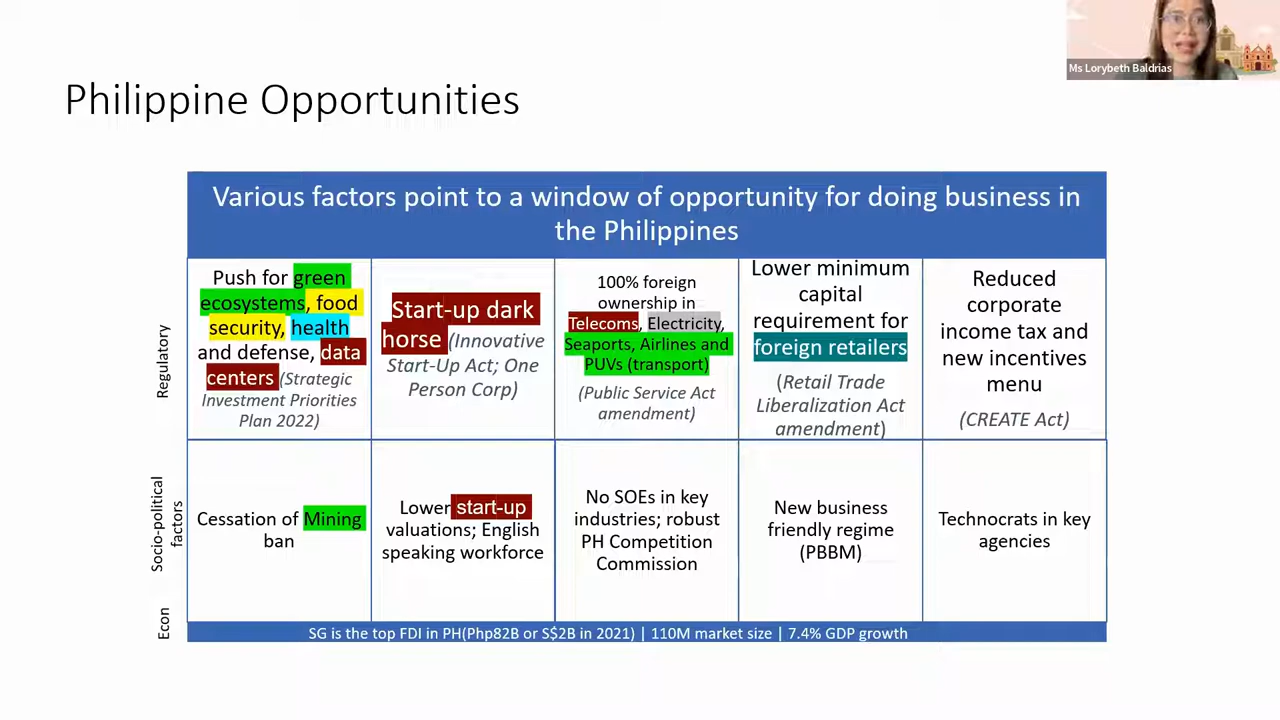 Ms Lorybeth Baldrias
Philippine Opportunities
Various factors point to a window of opportunity for doing business in
the Philippines
Regulatory
Push for green
ecosystems, food
security, health
and defense, data
centers (Strategic
Investment Priorities
Plan 2022)
Start-up dark
horse (Innovative
Start-Up Act; One
Person Corp)
100% foreign
ownership in
Telecoms, Electricity,
Seaports, Airlines and
PUVs (transport)
(Public Service Act
amendment)
Lower minimum
capital
requirement for
foreign retailers
(Retail Trade
Liberalization Act
amendment)
Reduced
corporate
income tax and
new incentives
menu
(CREATE Act)
Socio-political
factors
Cessation of Mining
ban
Lower start-up
valuations; English
speaking workforce
No SOEs in key
industries; robust
PH Competition
Commission
New business
friendly regime
(PBBM)
Technocrats in key
agencies
Econ
SG is the top FDI in PH(Php82B or S$2B in 2021) | 110M market size | 7.4% GDP growth